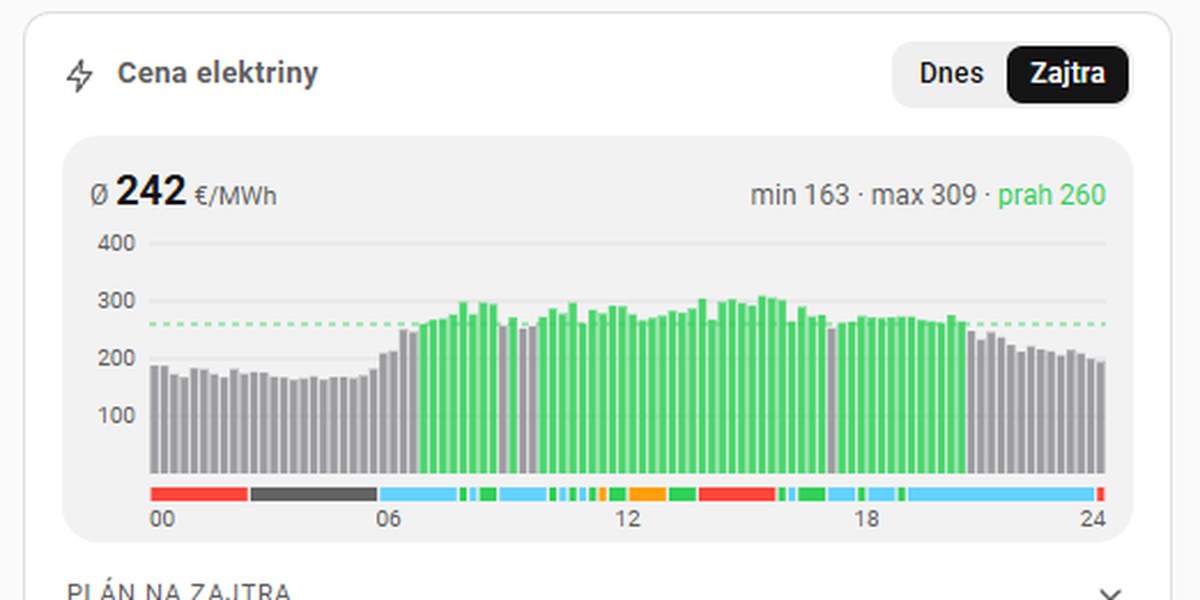 Cena elektriny
Dnes Zajtra
Ø 242 €/MWh
min 163 · max 309 · prah 260
400
300
200
100
00 06 12 18 24
PLÁN NA ZAJTRA